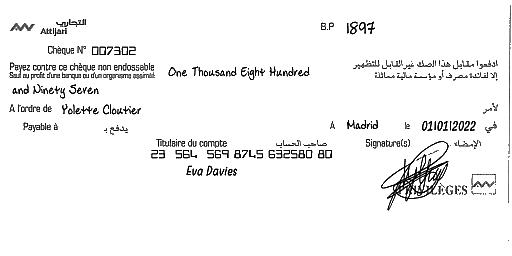 التجاري
Attijari
B.P 1897
Chèque N° 007302
Payez contre ce chèque non endossable
Sauf au profit d'une banque ou d'un organisme assimilé
One Thousand Eight Hundred
ادفعوا مقابل هذا الصك غير القابل للتظهير
إلا لفائدة مصرف أو مؤسسة مالية مماثلة
and Ninety Seven
A l'ordre de Yolette Cloutier
لأمر
Payable à يدفع بـ
A Madrid le 01/01/2022 في
Titulaire du compte صاحب الحساب
Signature(s) الإمضاء
23 564 569 8745 632580 80
Eva Davies